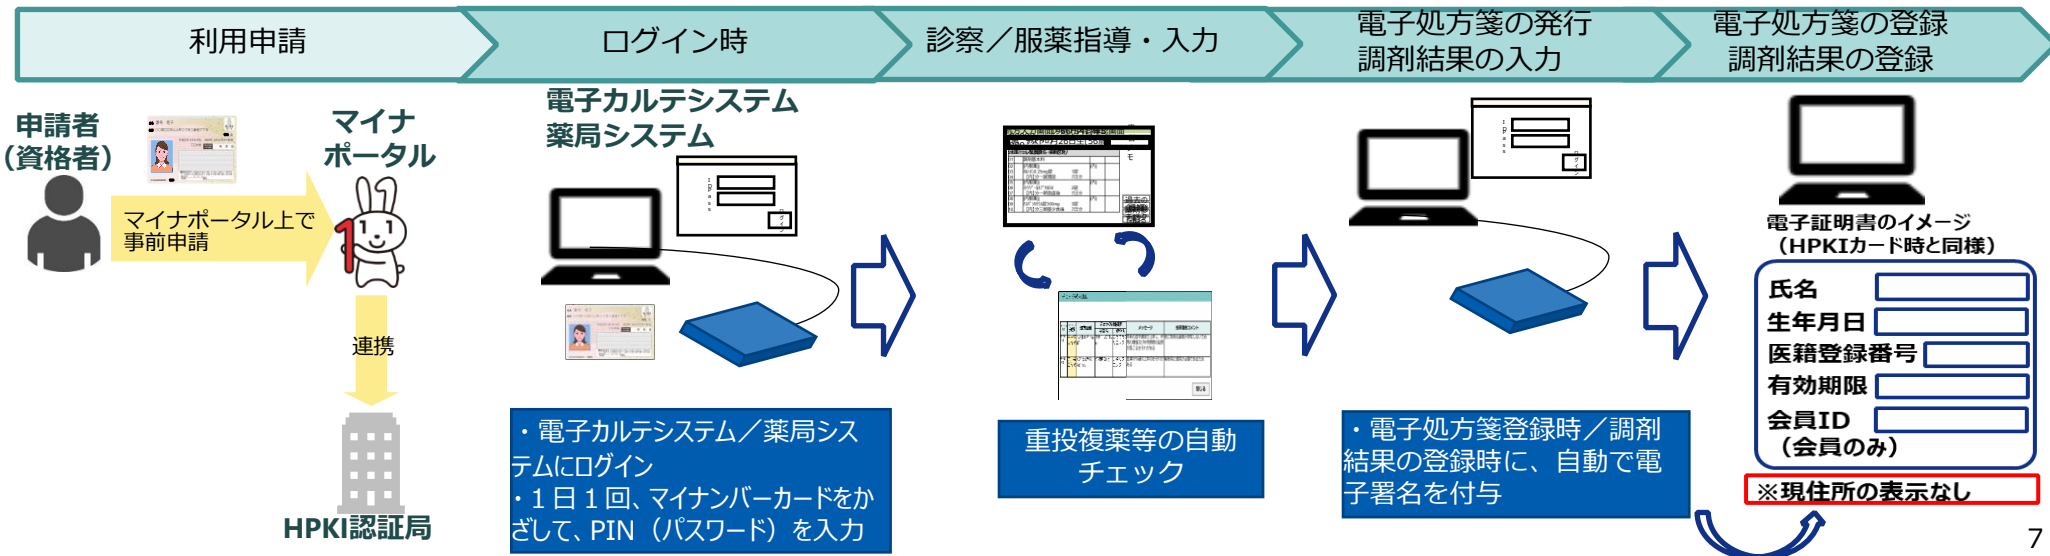 利用申請
ログイン時
診察／服薬指導・入力
電子処方箋の発行
調剤結果の入力
電子処方箋の登録
調剤結果の登録
申請者
（資格者）
マイナ
ポータル
マイナポータル上で
事前申請
連携
HPKI認証局
電子カルテシステム
薬局システム
ID
Pass
ログイン
・電子カルテシステム／薬局シス
テムにログイン
・１日１回、マイナンバーカードをか
ざして、PIN（パスワード）を入力
重投複薬等の自動
チェック
ID
Pass
ログイン
・電子処方箋登録時／調剤
結果の登録時に、自動で電
子署名を付与
電子証明書のイメージ
（HPKIカード時と同様）
氏名
生年月日
医籍登録番号
有効期限
会員ID
（会員のみ）
※現住所の表示なし
7